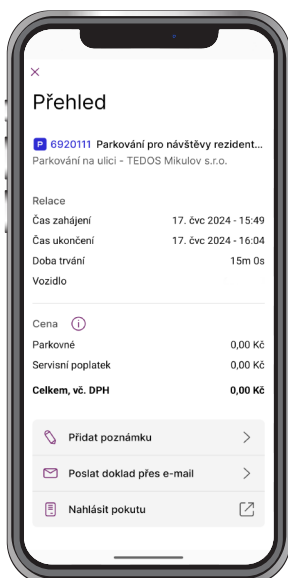 Přehled
P 6920111 Parkování pro návštěvy rezident...
Parkování na ulici - TEDOS Mikulov s.r.o.
Relace
Čas zahájení 17. čvc 2024 - 15:49
Čas ukončení 17. čvc 2024 - 16:04
Doba trvání 15m 0s
Vozidlo
Cena i
Parkovné 0,00 Kč
Servisní poplatek 0,00 Kč
Celkem, vč. DPH 0,00 Kč
Přidat poznámku
Poslat doklad přes e-mail
Nahlásit pokutu